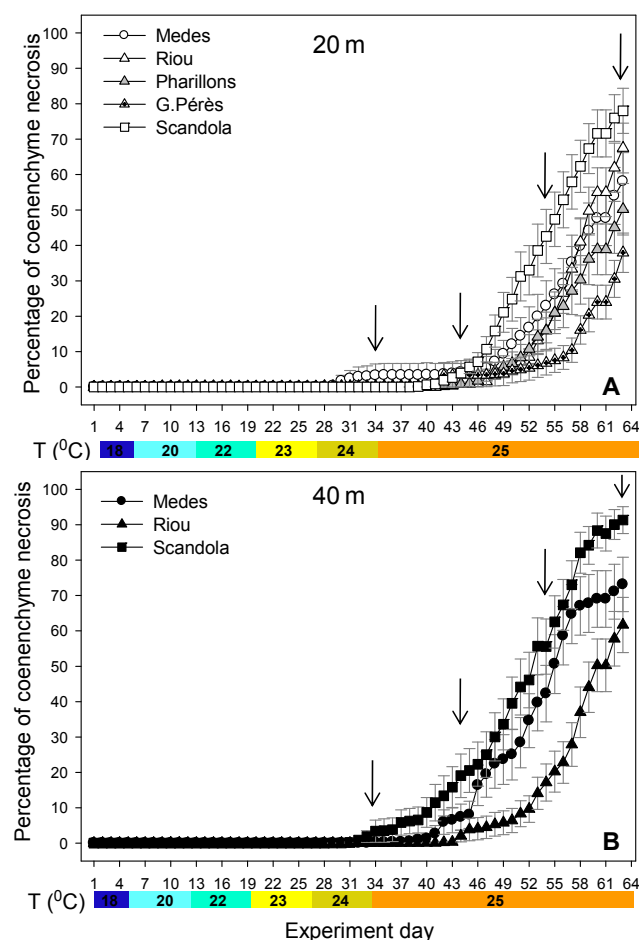 20 m
Medes
Riou
Pharillons
G.Pérès
Scandola
Percentage of coenenchyme necrosis
100
90
80
70
60
50
40
30
20
10
0
A
1 4 7 10 13 16 19 22 25 28 31 34 37 40 43 46 49 52 55 58 61 64
T (⁰C) 18 20 22 23 24 25
40 m
Medes
Riou
Scandola
Percentage of coenenchyme necrosis
100
90
80
70
60
50
40
30
20
10
0
B
1 4 7 10 13 16 19 22 25 28 31 34 37 40 43 46 49 52 55 58 61 64
T (⁰C) 18 20 22 23 24 25
Experiment day